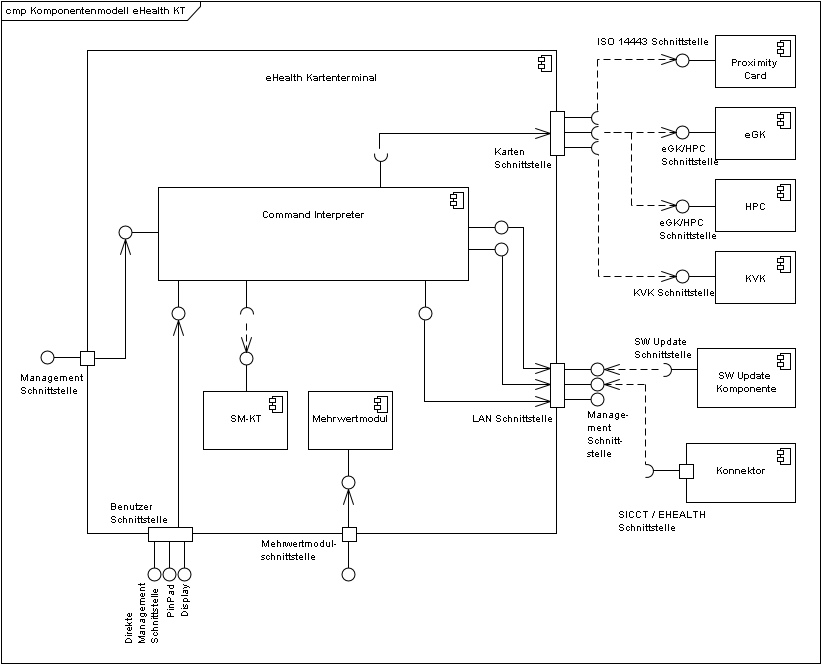 cmp Komponentenmodell eHealth KT
ISO 14443 Schnittstelle
Proximity
Card
eHealth Kartenterminal
Karten
Schnittstelle
eGK/HPC
Schnittstelle
eGK
Command Interpreter
HPC
eGK/HPC
Schnittstelle
KVK
KVK Schnittstelle
SW Update
Schnittstelle
Management
Schnittstelle
SW Update
Komponente
SM-KT
Mehrwertmodul
LAN Schnittstelle
Manage-
ment
Schnitt-
stelle
Konnektor
Benutzer
Schnittstelle
SICCT / EHEALTH
Schnittstelle
Mehrwertmodul-
schnittstelle
Direkte
Management
Schnittstelle
PinPad
Display